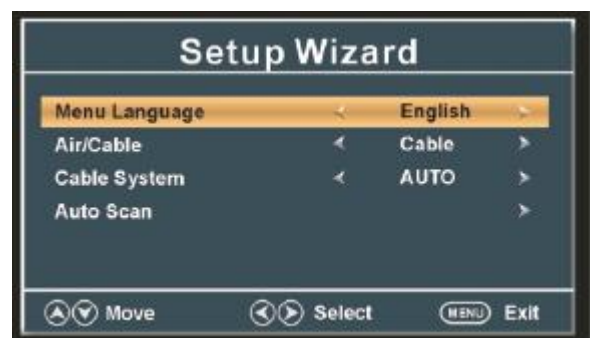 Setup Wizard
Menu Language English
Air/Cable Cable
Cable System AUTO
Auto Scan
Move Select MENU Exit